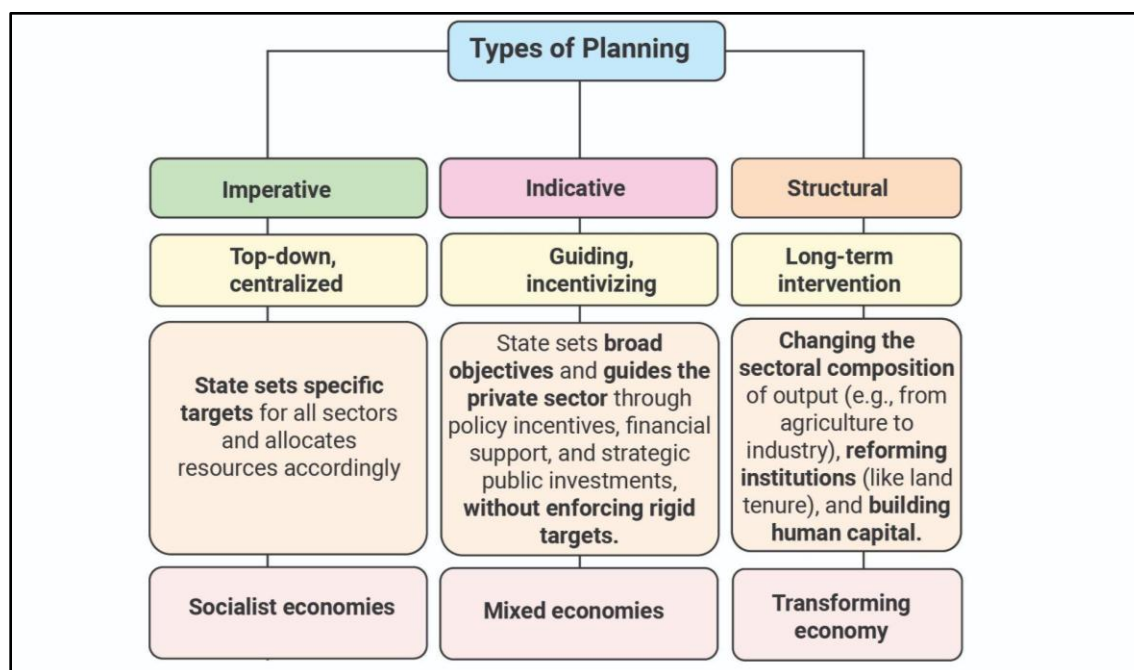 Types of Planning
Imperative
Indicative
Structural
Top-down,
centralized
Guiding,
incentivizing
Long-term
intervention
State sets specific
targets for all sectors
and allocates
resources accordingly
State sets broad
objectives and guides the
private sector through
policy incentives, financial
support, and strategic
public investments,
without enforcing rigid
targets.
Changing the
sectoral composition
of output (e.g., from
agriculture to
industry), reforming
institutions (like land
tenure), and building
human capital.
Socialist economies
Mixed economies
Transforming
economy